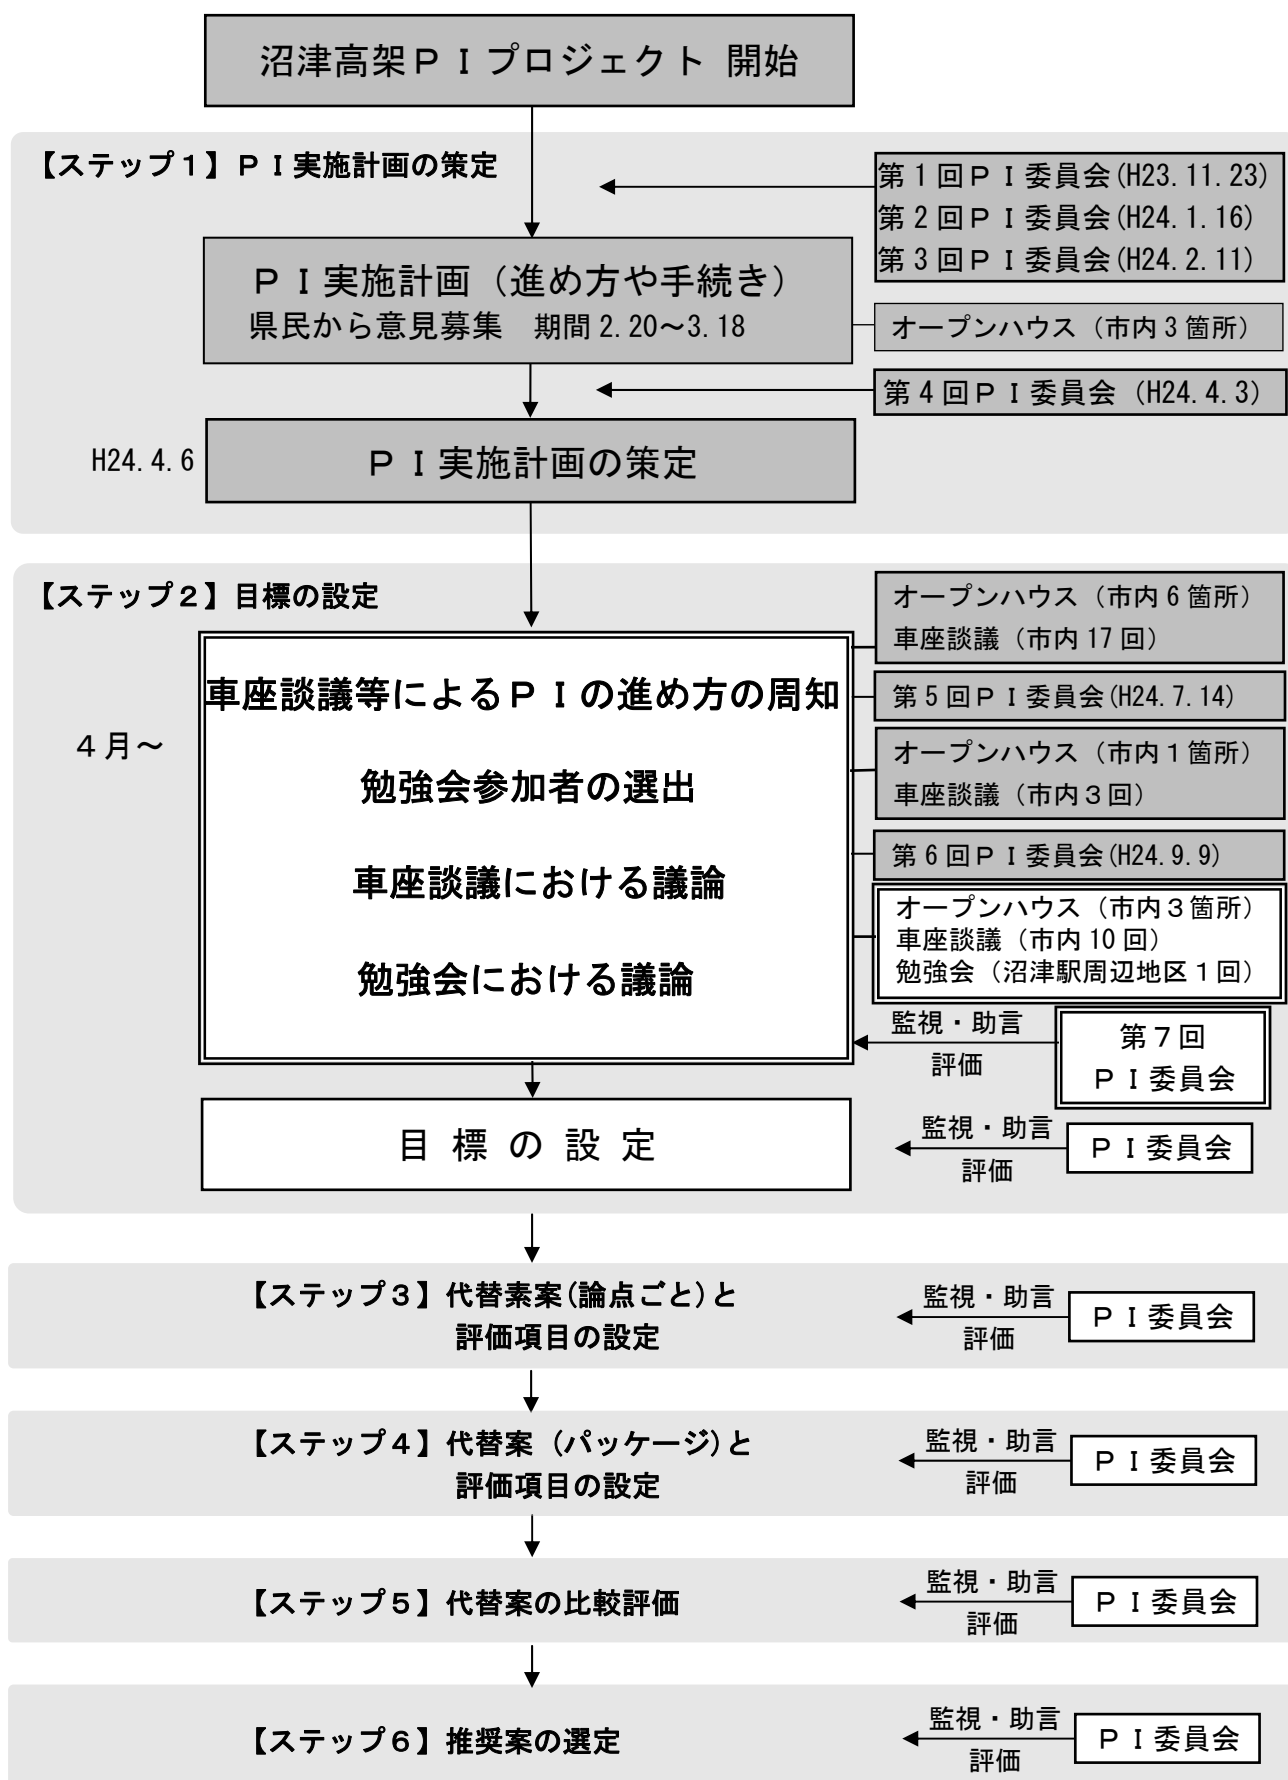 沼津高架ＰＩプロジェクト 開始
【ステップ１】ＰＩ実施計画の策定
第１回ＰＩ委員会(H23.11.23)
第２回ＰＩ委員会(H24.1.16)
第３回ＰＩ委員会(H24.2.11)
ＰＩ実施計画（進め方や手続き）
県民から意見募集　期間 2.20～3.18
オープンハウス（市内３箇所）
第４回ＰＩ委員会（H24.4.3)
H24.4.6
ＰＩ実施計画の策定
【ステップ２】目標の設定
オープンハウス（市内６箇所）
車座談議（市内 17 回）
車座談議等によるＰＩの進め方の周知
第５回ＰＩ委員会(H24.7.14)
４月～
オープンハウス（市内１箇所）
車座談議（市内３回）
勉強会参加者の選出
第６回ＰＩ委員会(H24.9.9)
車座談議における議論
オープンハウス（市内３箇所）
車座談議（市内 10 回）
勉強会（沼津駅周辺地区１回）
勉強会における議論
監視・助言
評価
第７回
ＰＩ委員会
目 標 の 設 定
監視・助言
評価
ＰＩ委員会
【ステップ３】代替素案(論点ごと)と
評価項目の設定
監視・助言
評価
ＰＩ委員会
【ステップ４】代替案（パッケージ)と
評価項目の設定
監視・助言
評価
ＰＩ委員会
【ステップ５】代替案の比較評価
監視・助言
評価
ＰＩ委員会
【ステップ６】推奨案の選定
監視・助言
評価
ＰＩ委員会